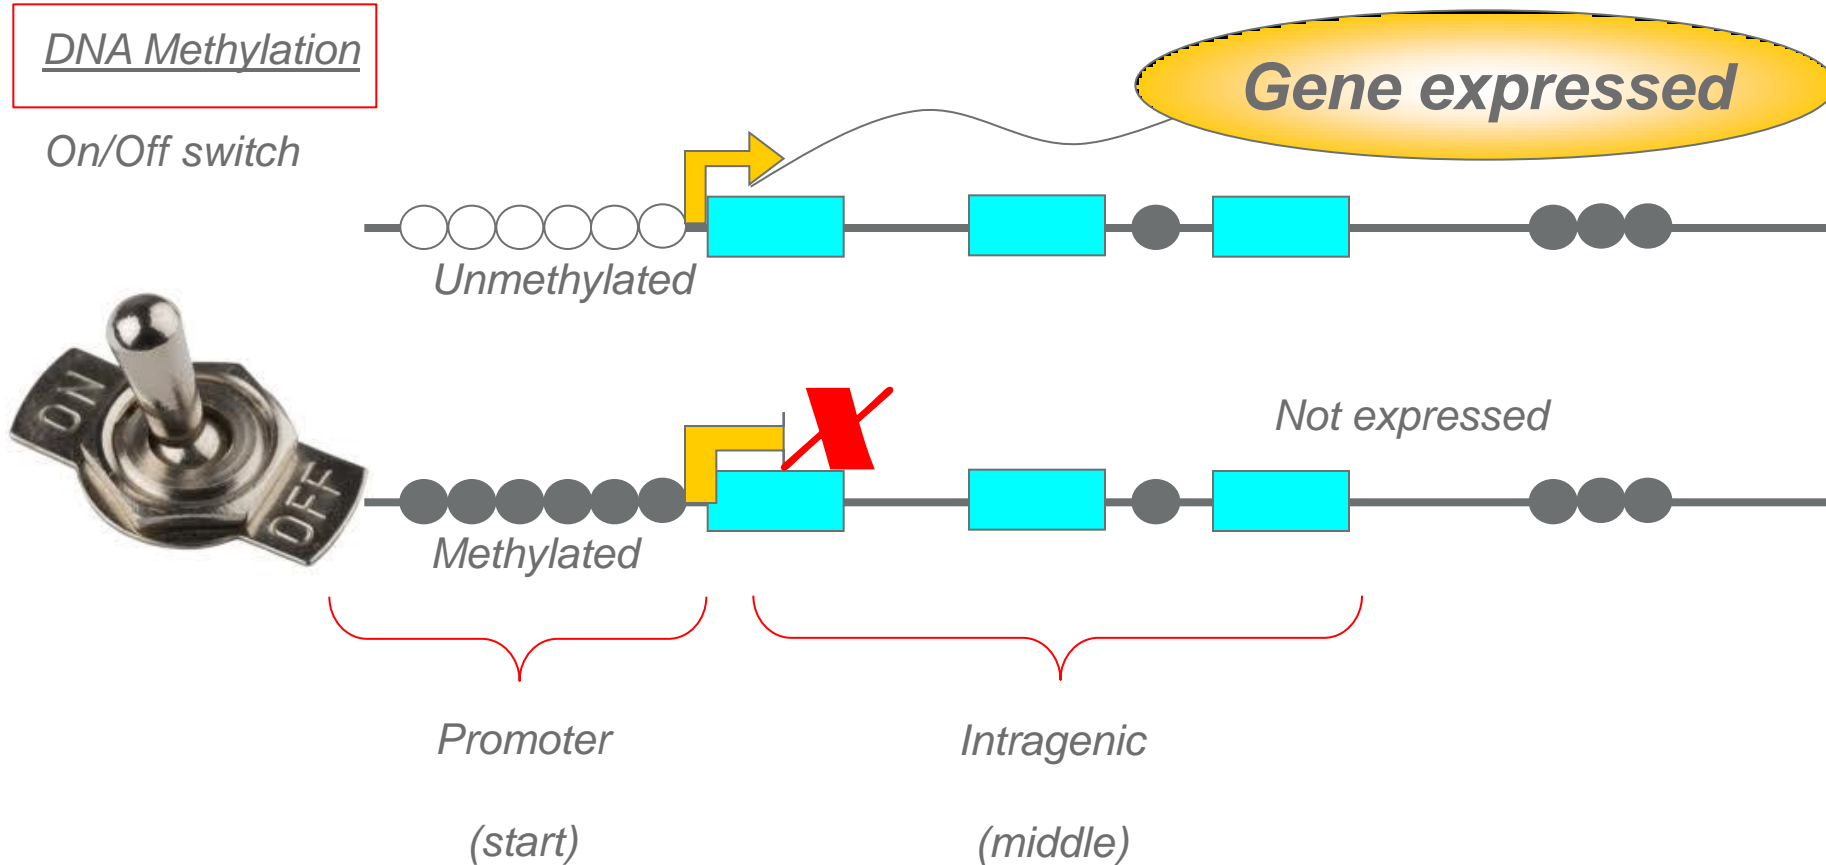 DNA Methylation
Gene expressed
On/Off switch
Unmethylated
ON
OFF
Not expressed
Methylated
Promoter
Intragenic
(start)
(middle)